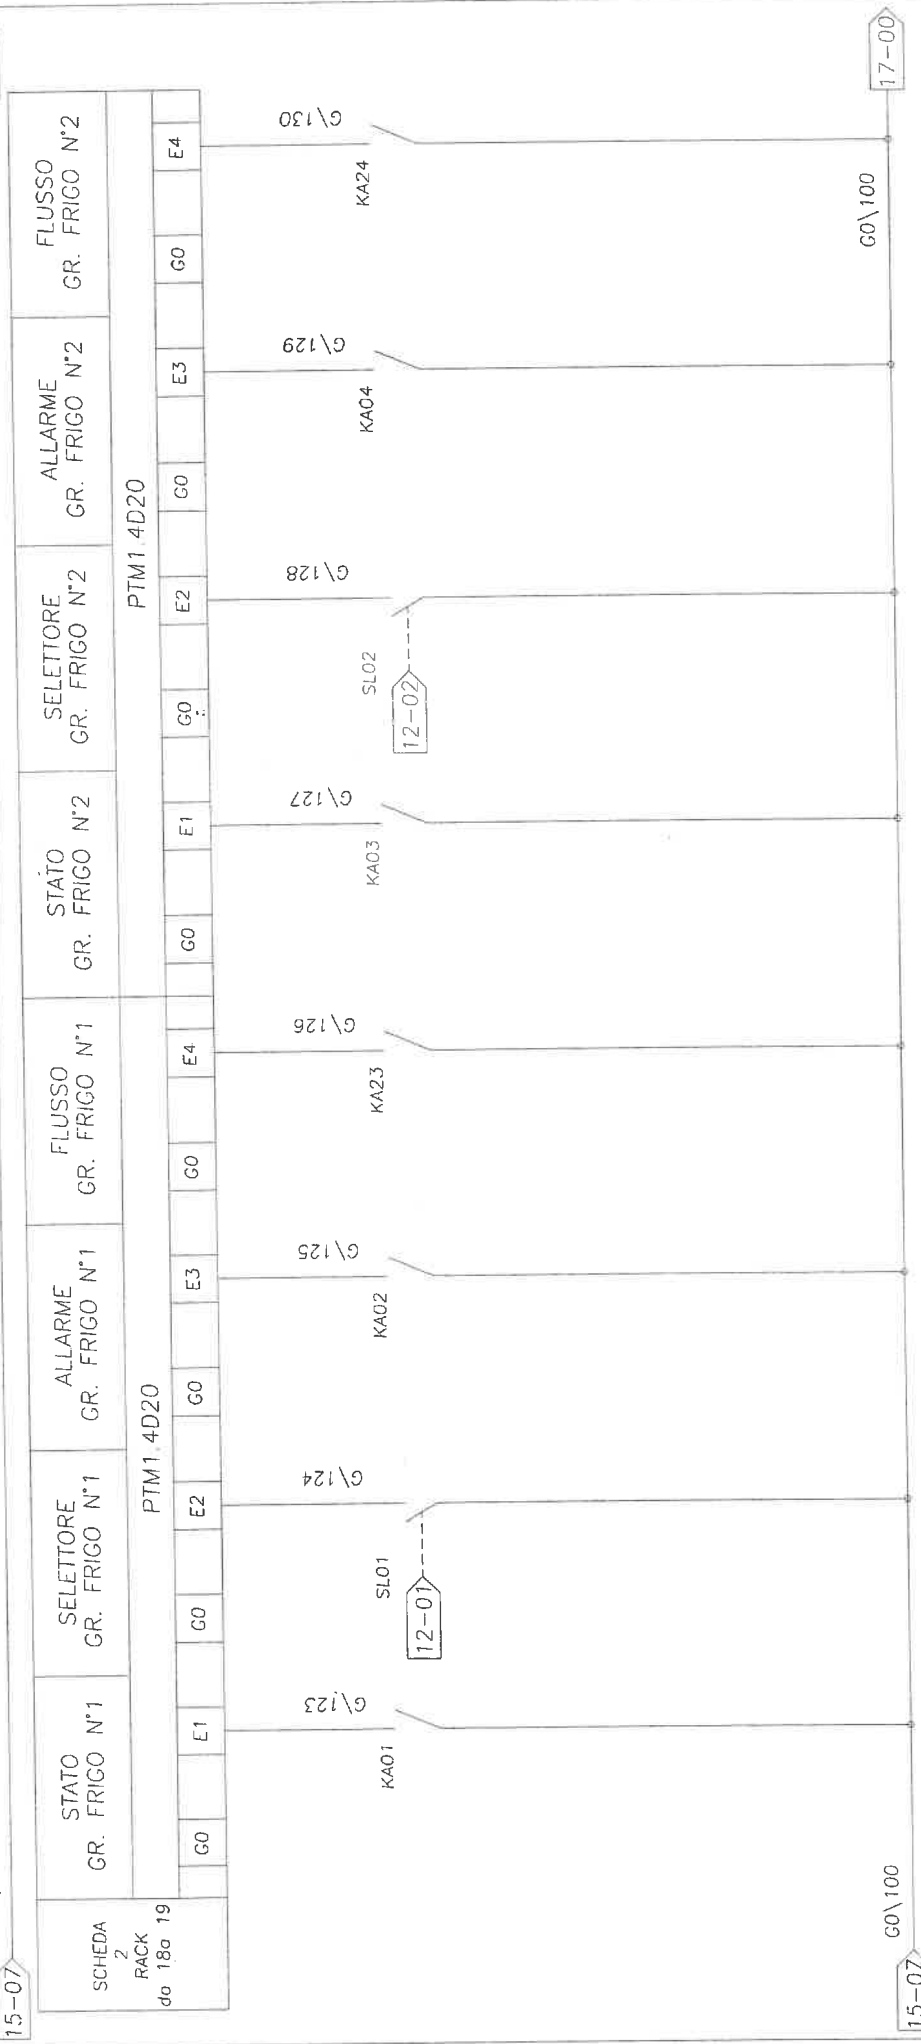 15-07
SCHEDA
2
RACK
da 18a 19
STATO
GR. FRIGO N°1
SELETTORE
GR. FRIGO N°1
ALLARME
GR. FRIGO N°1
FLUSSO
GR. FRIGO N°1
STATO
GR. FRIGO N°2
SELETTORE
GR. FRIGO N°2
ALLARME
GR. FRIGO N°2
FLUSSO
GR. FRIGO N°2
PTM1.4D20
PTM1.4D20
G0
E1
G0
E2
G0
E3
G0
E4
G0
E1
G0
E2
G0
E3
G0
E4
G\123
G\124
G\125
G\126
G\127
G\128
G\129
G\130
KA01
SL01
KA02
KA23
KA03
SL02
KA04
KA24
12-01
12-02
G0\100
G0\100
15-07
17-00